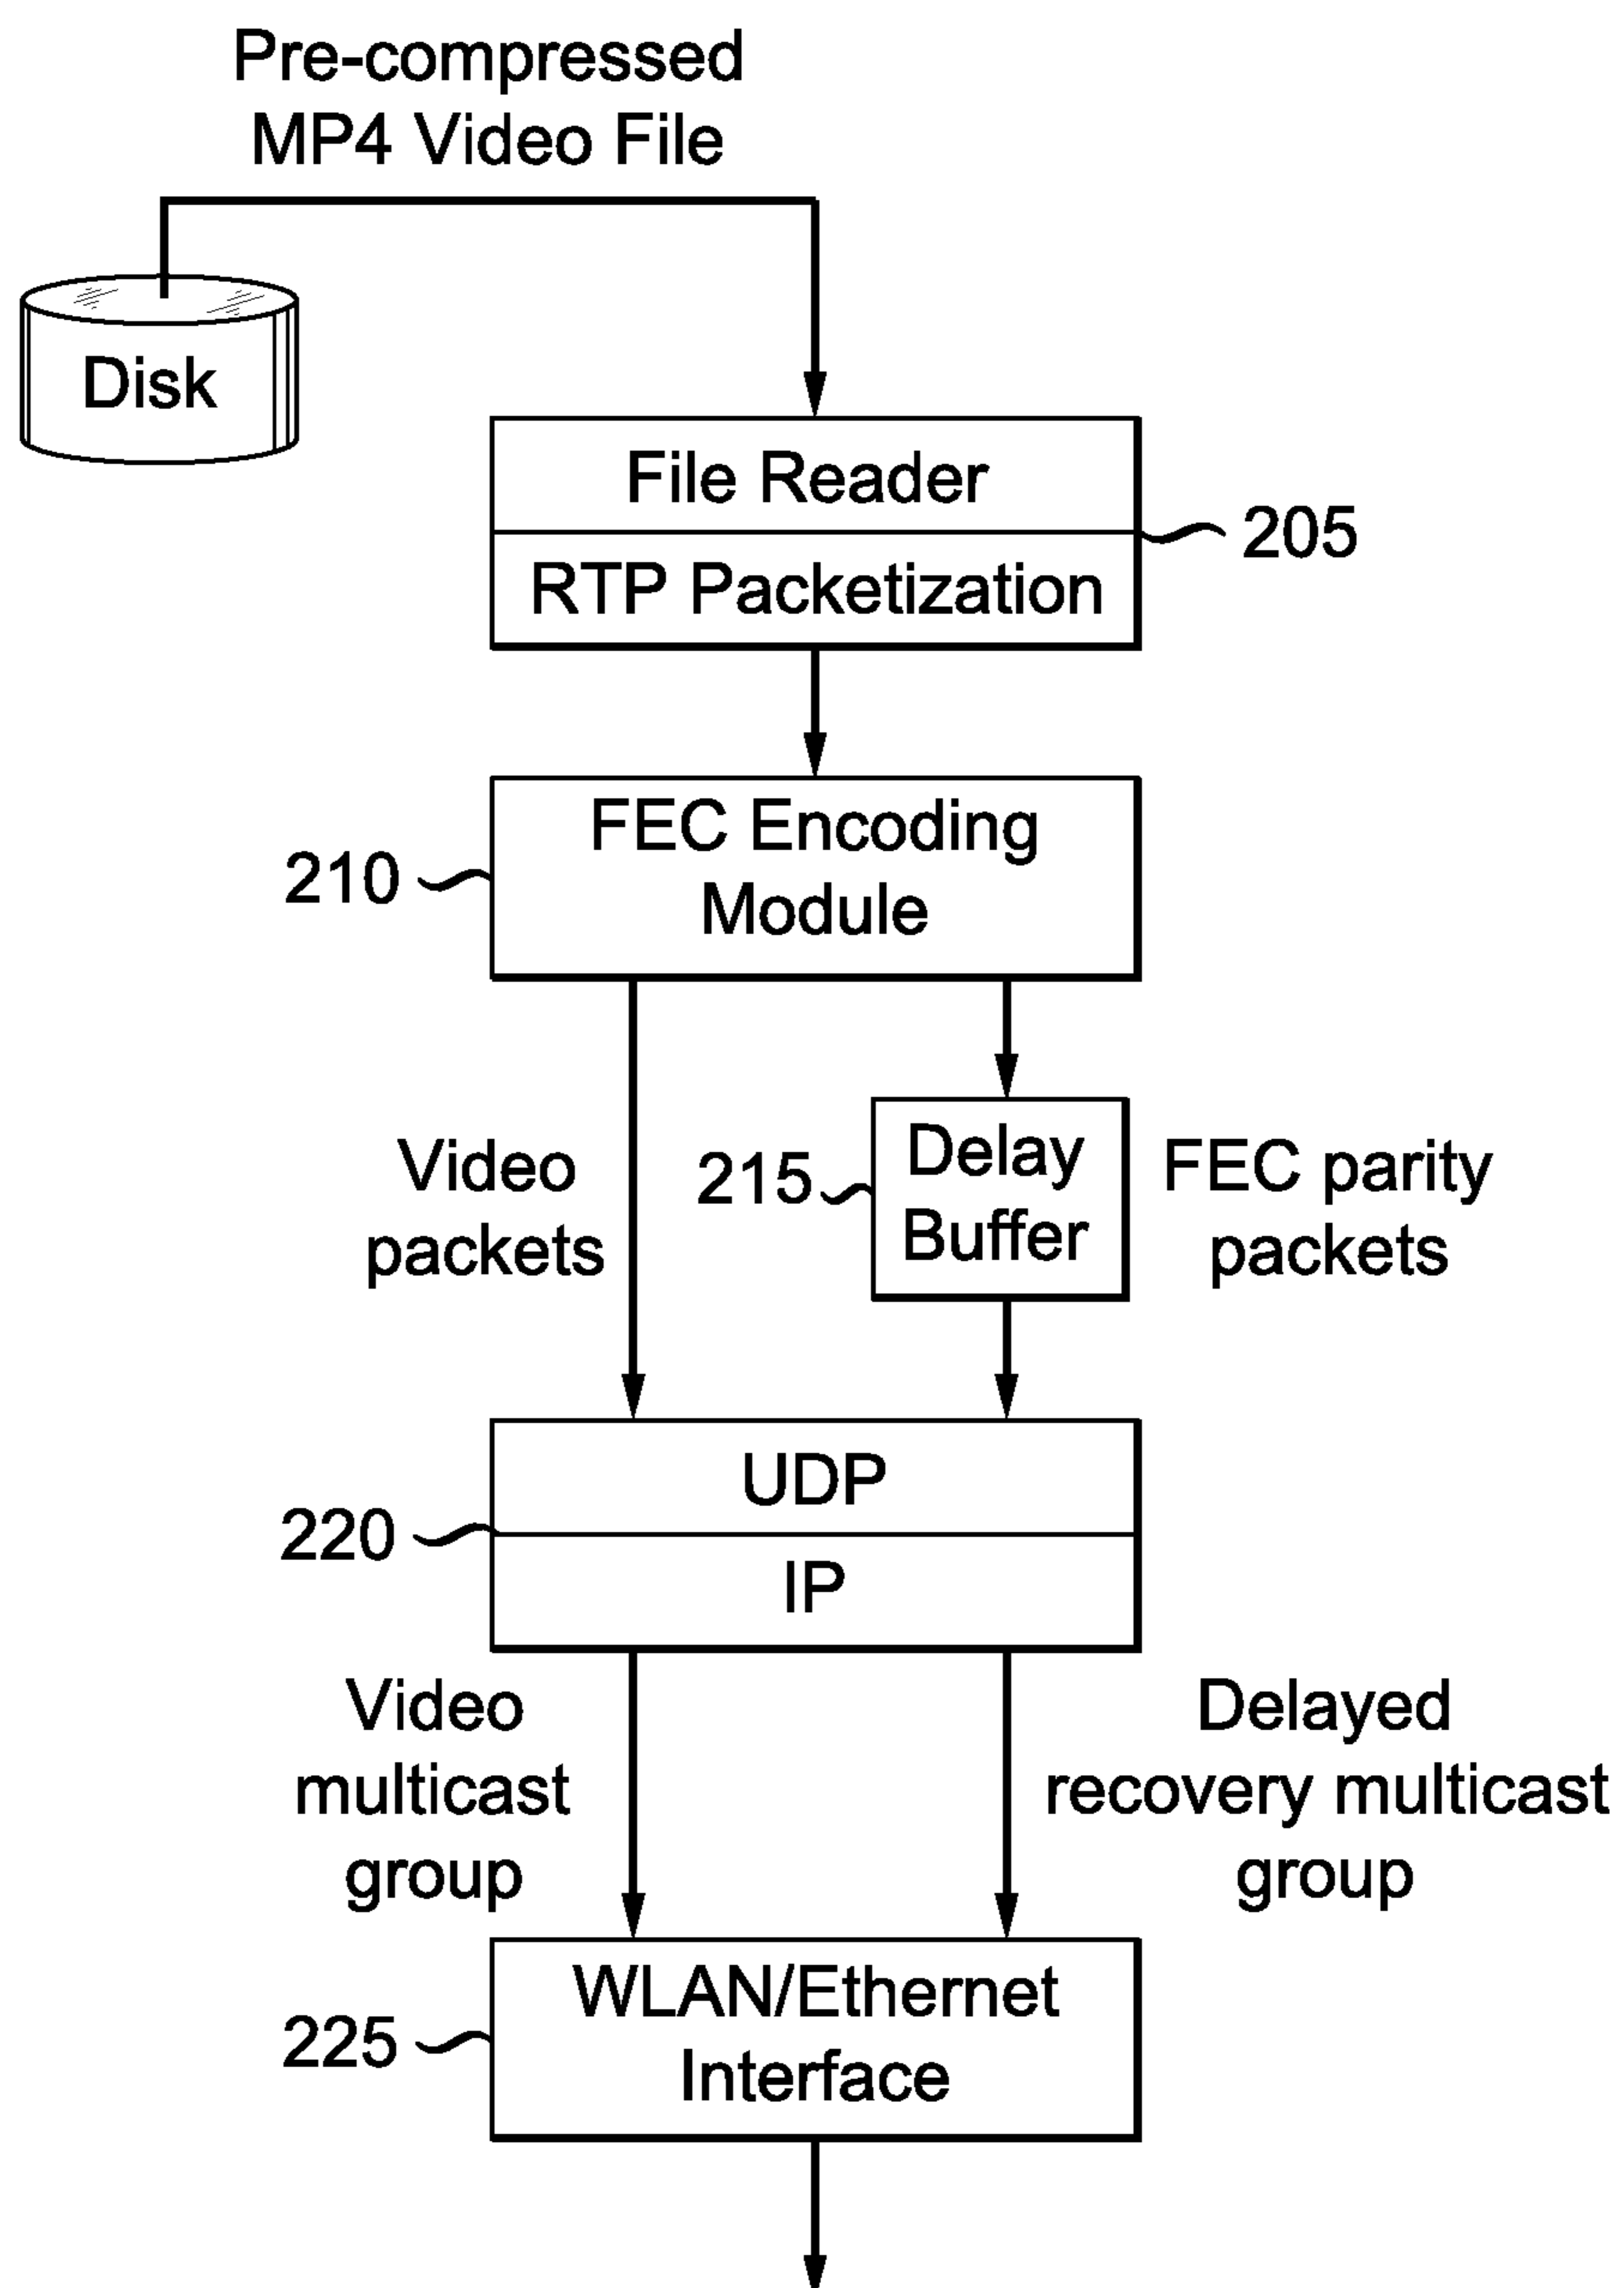 Pre-compressed
MP4 Video File
Disk
File Reader
205
RTP Packetization
FEC Encoding
210
Module
Video
packets
215
Delay
Buffer
FEC parity
packets
UDP
220
IP
Video
multicast
group
Delayed
recovery multicast
group
WLAN/Ethernet
225
Interface